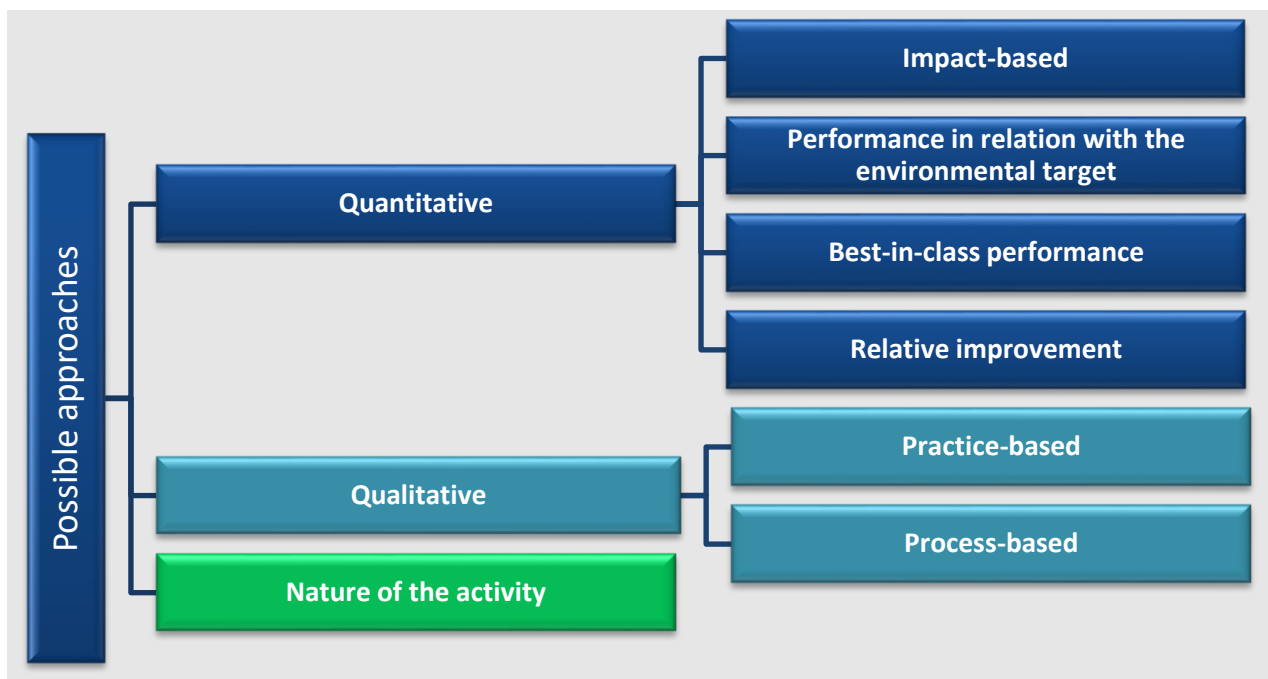 Possible approaches
Quantitative
Impact-based
Performance in relation with the
environmental target
Best-in-class performance
Relative improvement
Qualitative
Practice-based
Process-based
Nature of the activity